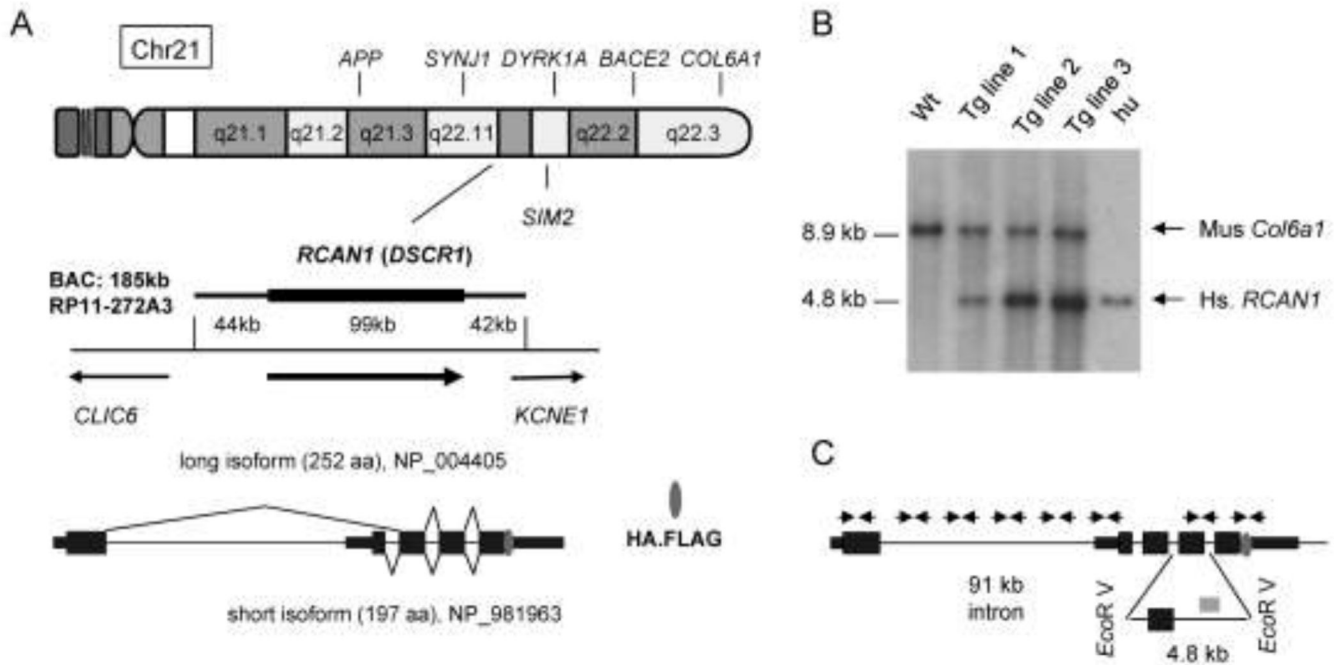 A
Chr21
APP SYNJ1 DYRK1A BACE2 COL6A1
q21.1 q21.2 q21.3 q22.11 q22.2 q22.3
SIM2
RCAN1 (DSCR1)
BAC: 185kb
RP11-272A3
44kb 99kb 42kb
CLIC6 KCNE1
long isoform (252 aa), NP_004405
HA.FLAG
short isoform (197 aa), NP_981963
B
Wt Tg line 1 Tg line 2 Tg line 3 hu
8.9 kb Mus Col6a1
4.8 kb Hs. RCAN1
C
91 kb
intron
EcoR V EcoR V
4.8 kb